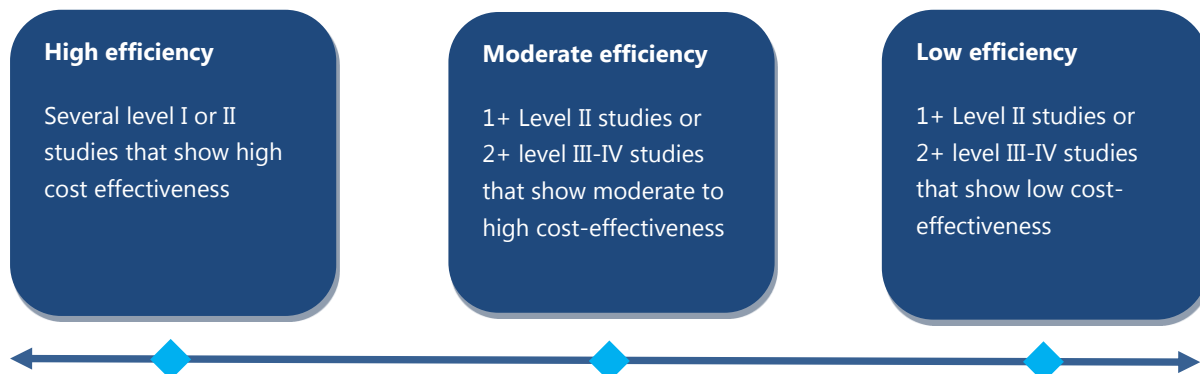 High efficiency
Several level I or II
studies that show high
cost effectiveness
Moderate efficiency
1+ Level II studies or
2+ level III-IV studies
that show moderate to
high cost-effectiveness
Low efficiency
1+ Level II studies or
2+ level III-IV studies
that show low cost-
effectiveness